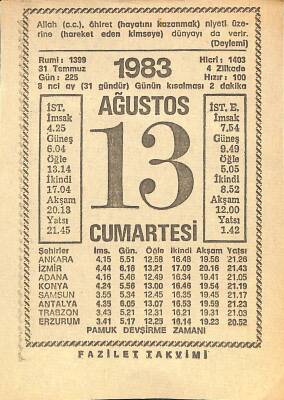 Allah (c.c.), âhiret (hayatını kazanmak) niyeti üze-
rine (hareket eden kimseye) dünyayı da verir.
(Deylemi)
Rumi : 1399
31 Temmuz
Gün : 225
1983
Hicri : 1403
4 Zilkade
Hızır : 100
8 nci ay (31 gündür) Günün kısalması 2 dakika
AĞUSTOS
13
CUMARTESİ
İST.
İmsak
4.25
Güneş
6.04
Öğle
13.14
İkindi
17.04
Akşam
20.13
Yatsı
21.45
İST. E.
İmsak
7.54
Güneş
9.49
Öğle
5.05
İkindi
8.52
Akşam
12.00
Yatsı
1.42
Şehirler İms. Gün. Öğle İkindi Akşam Yatsı
ANKARA 4.15 5.51 12.58 16.48 19.56 21.26
İZMİR 4.44 6.16 13.21 17.09 20.16 21.43
ADANA 4.16 5.46 12.49 16.34 19.41 21.05
KONYA 4.24 5.56 13.00 16.46 19.54 21.19
SAMSUN 3.55 5.34 12.45 16.35 19.45 21.17
ANTALYA 4.35 6.05 13.07 16.53 19.59 21.23
TRABZON 3.43 5.21 12.31 16.21 19.31 21.03
ERZURUM 3.41 5.17 12.23 16.14 19.23 20.52
PAMUK DEVŞİRME ZAMANI
FAZİLET TAKVİMİ